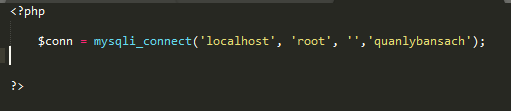 <?php
$conn = mysqli_connect('localhost', 'root', '','quanlybansach');
?>